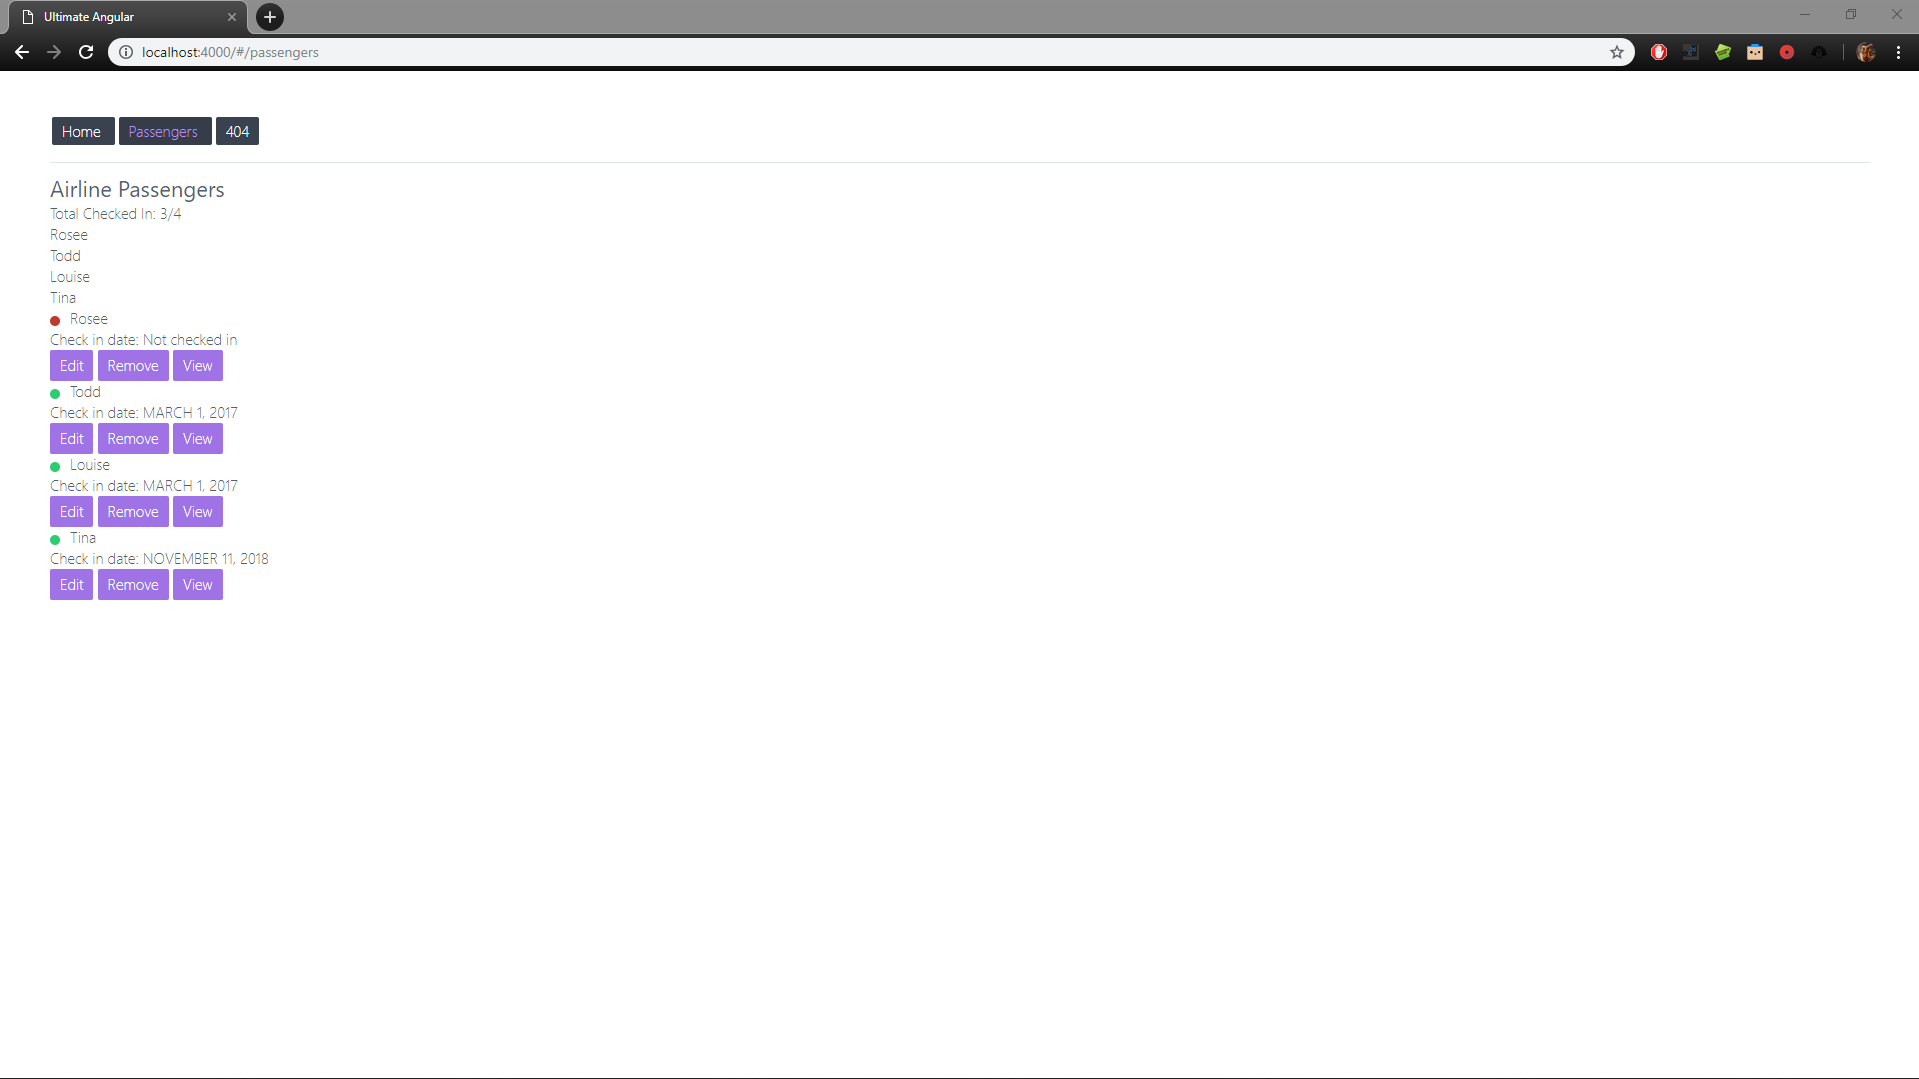 Ultimate Angular
localhost:4000/#/passengers
Home Passengers 404
Airline Passengers
Total Checked In: 3/4
Rosee
Todd
Louise
Tina
Rosee
Check in date: Not checked in
Edit Remove View
Todd
Check in date: MARCH 1, 2017
Edit Remove View
Louise
Check in date: MARCH 1, 2017
Edit Remove View
Tina
Check in date: NOVEMBER 11, 2018
Edit Remove View